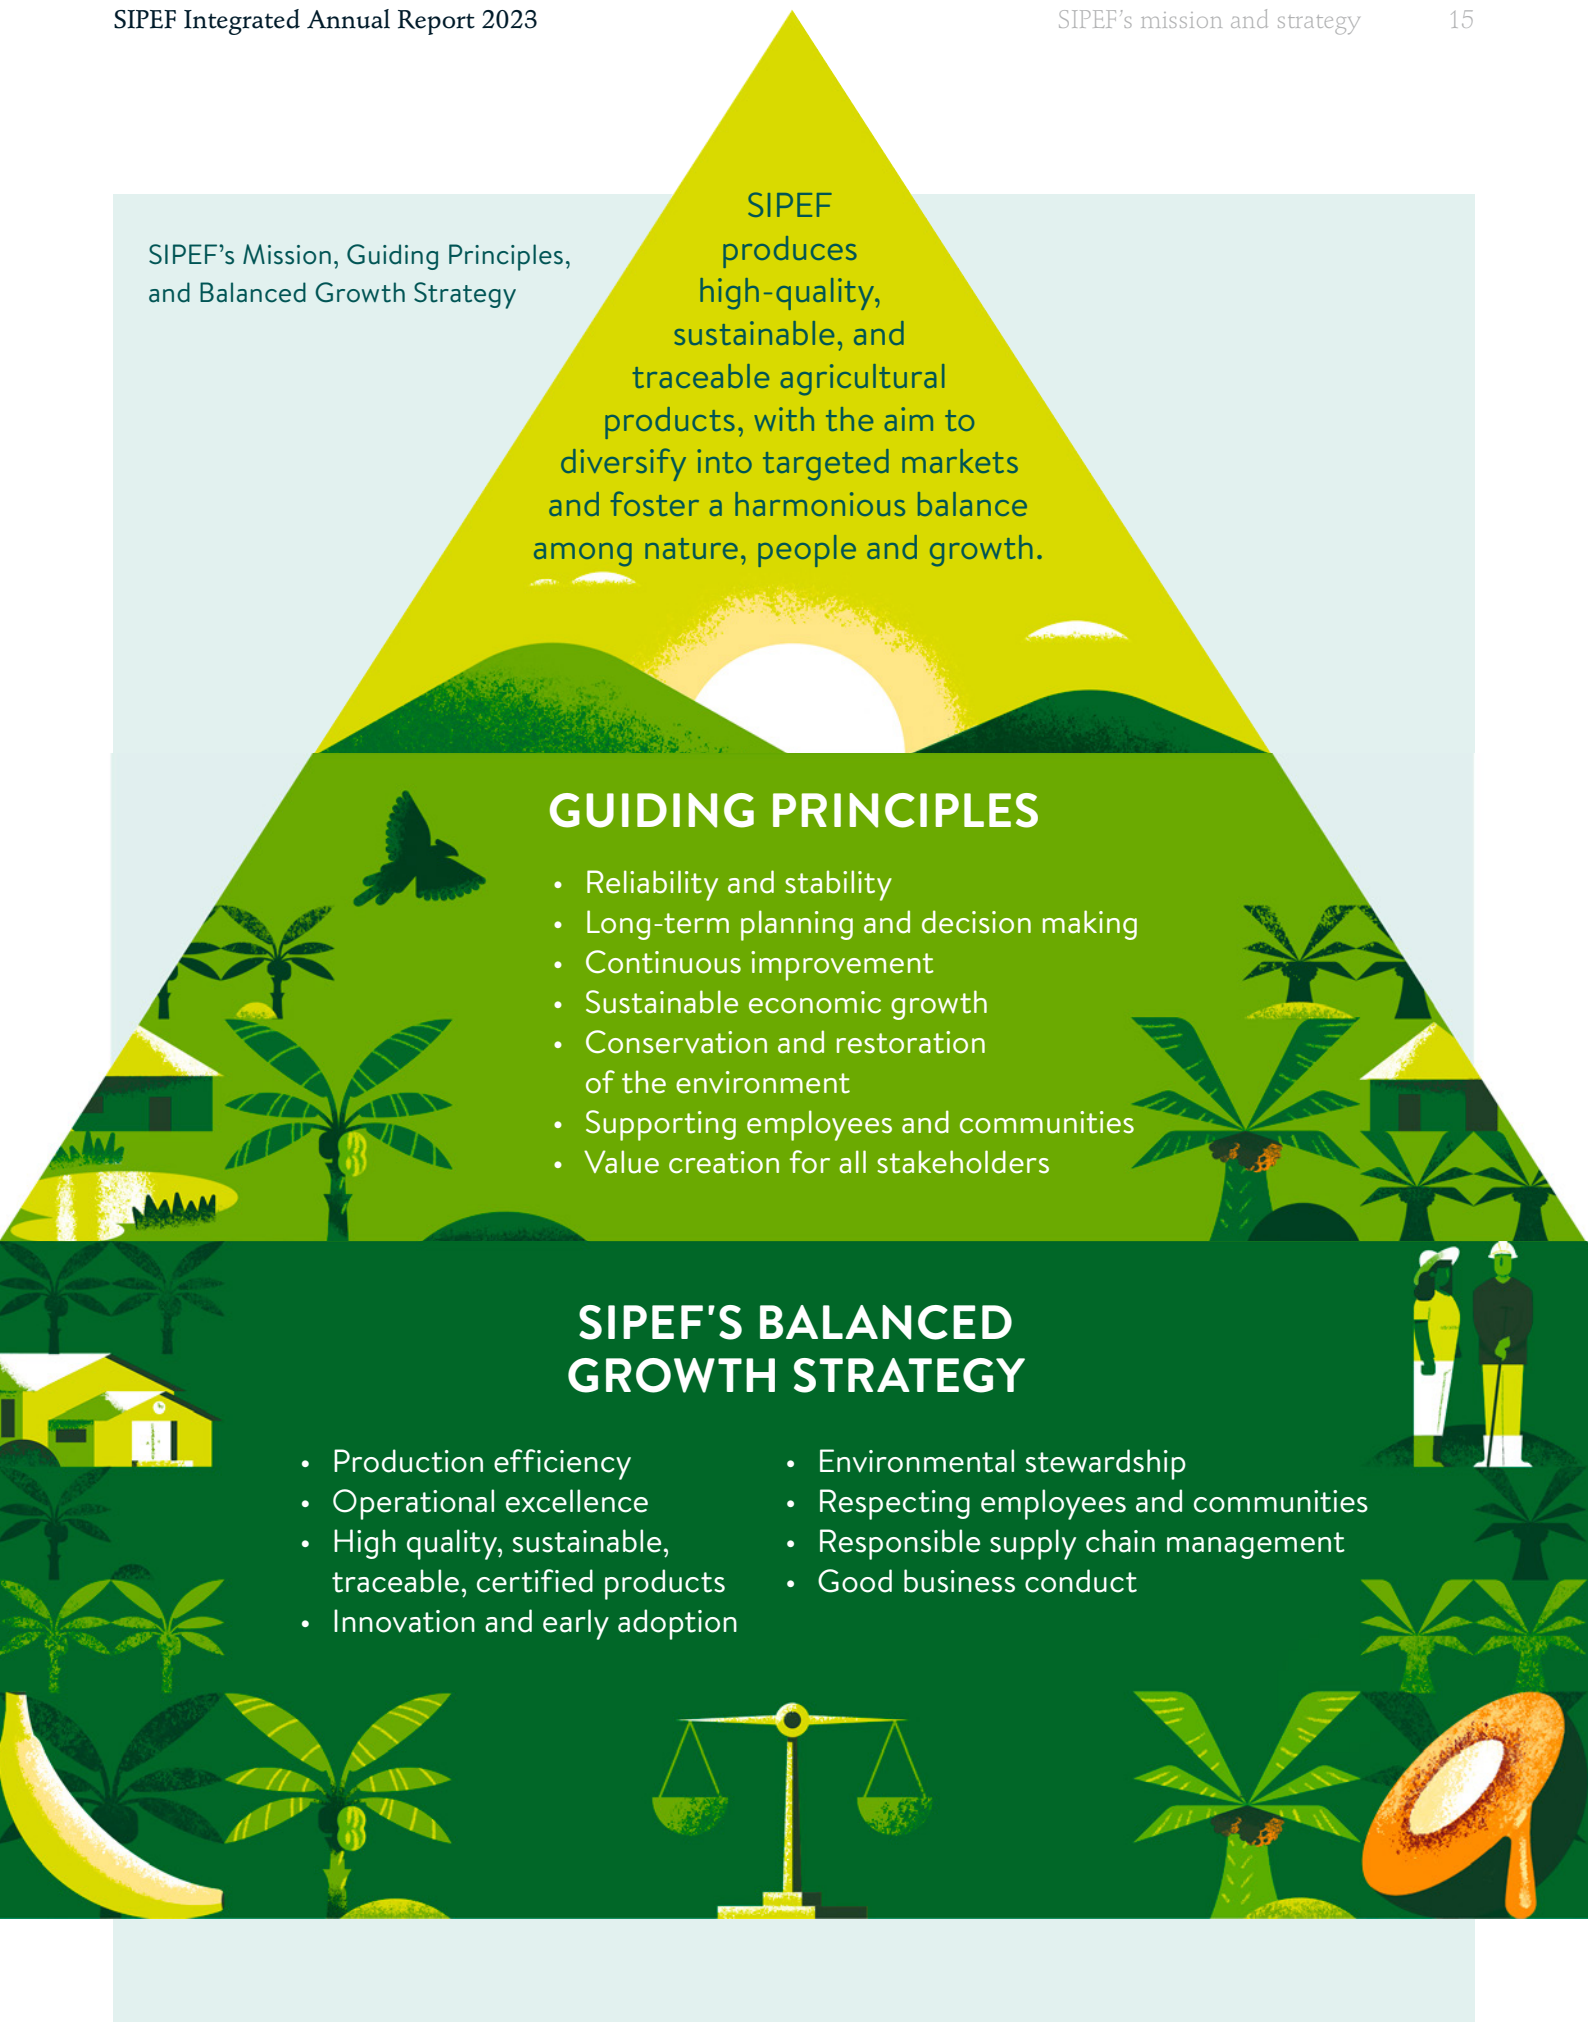 SIPEF Integrated Annual Report 2023
SIPEF's mission and strategy 15
SIPEF's Mission, Guiding Principles,
and Balanced Growth Strategy
SIPEF
produces
high-quality,
sustainable, and
traceable agricultural
products, with the aim to
diversify into targeted markets
and foster a harmonious balance
among nature, people and growth.
GUIDING PRINCIPLES
• Reliability and stability
• Long-term planning and decision making
• Continuous improvement
• Sustainable economic growth
• Conservation and restoration
of the environment
• Supporting employees and communities
• Value creation for all stakeholders
SIPEF'S BALANCED
GROWTH STRATEGY
• Production efficiency
• Operational excellence
• High quality, sustainable,
traceable, certified products
• Innovation and early adoption
• Environmental stewardship
• Respecting employees and communities
• Responsible supply chain management
• Good business conduct